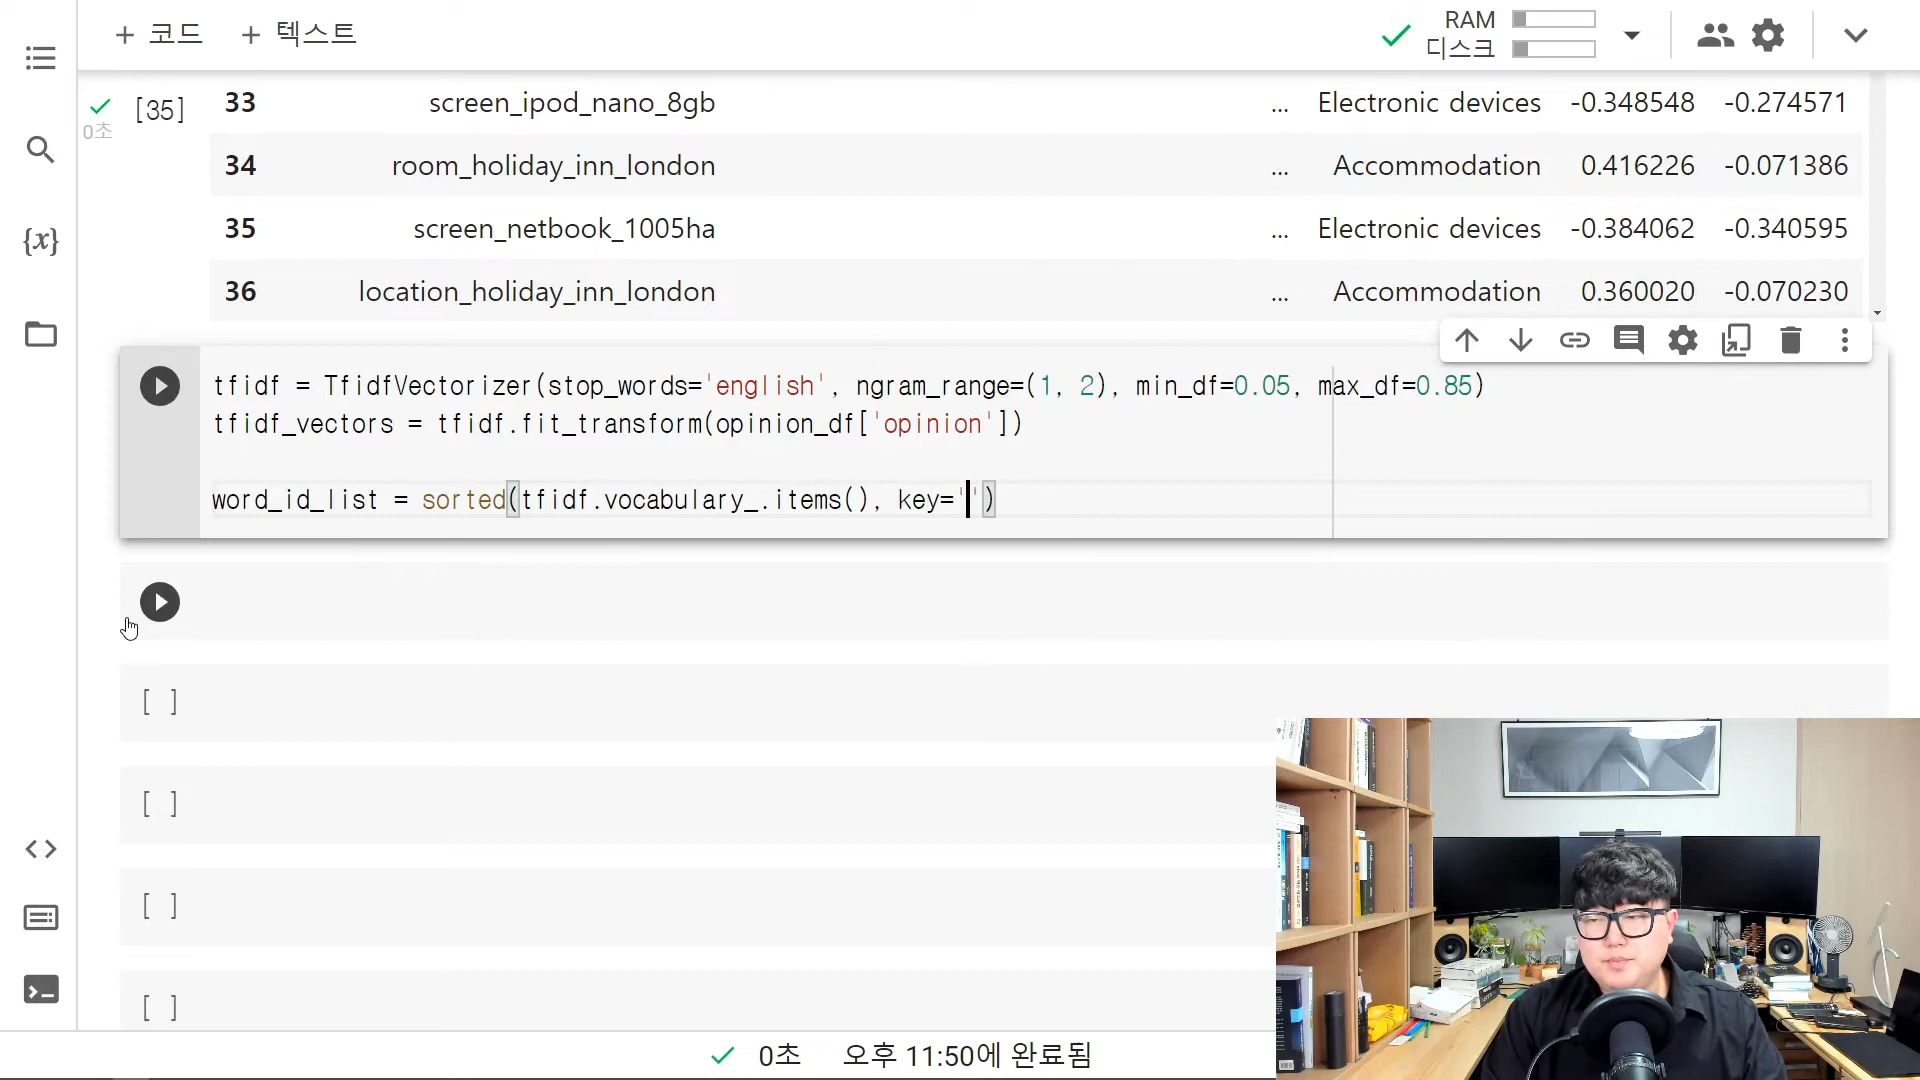 + 코드 + 텍스트
RAM
디스크
[35]
0초
33 screen_ipod_nano_8gb ... Electronic devices -0.348548 -0.274571
34 room_holiday_inn_london ... Accommodation 0.416226 -0.071386
35 screen_netbook_1005ha ... Electronic devices -0.384062 -0.340595
36 location_holiday_inn_london ... Accommodation 0.360020 -0.070230
{x}
tfidf = TfidfVectorizer(stop_words='english', ngram_range=(1, 2), min_df=0.05, max_df=0.85)
tfidf_vectors = tfidf.fit_transform(opinion_df['opinion'])
word_id_list = sorted(tfidf.vocabulary_.items(), key='')
[ ]
[ ]
[ ]
[ ]
0초 오후 11:50에 완료됨